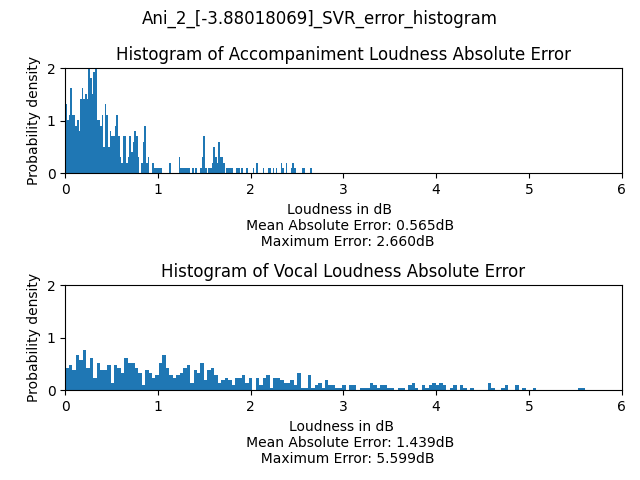 Ani_2_[-3.88018069]_SVR_error_histogram
Histogram of Accompaniment Loudness Absolute Error
Probability density
2
1
0
0 1 2 3 4 5 6
Loudness in dB
Mean Absolute Error: 0.565dB
Maximum Error: 2.660dB
Histogram of Vocal Loudness Absolute Error
Probability density
2
1
0
0 1 2 3 4 5 6
Loudness in dB
Mean Absolute Error: 1.439dB
Maximum Error: 5.599dB